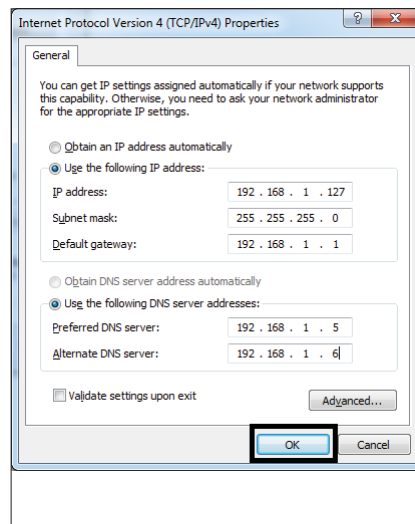 Internet Protocol Version 4 (TCP/IPv4) Properties
General
You can get IP settings assigned automatically if your network supports
this capability. Otherwise, you need to ask your network administrator
for the appropriate IP settings.
Obtain an IP address automatically
Use the following IP address:
IP address: 192 . 168 . 1 . 127
Subnet mask: 255 . 255 . 255 . 0
Default gateway: 192 . 168 . 1 . 1
Obtain DNS server address automatically
Use the following DNS server addresses:
Preferred DNS server: 192 . 168 . 1 . 5
Alternate DNS server: 192 . 168 . 1 . 6
Validate settings upon exit
Advanced...
OK Cancel